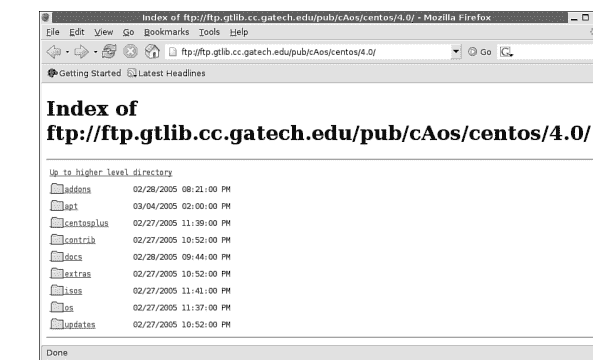 Index of ftp://ftp.gtlib.cc.gatech.edu/pub/cAos/centos/4.0/ - Mozilla Firefox
File Edit View Go Bookmarks Tools Help
ftp://ftp.gtlib.cc.gatech.edu/pub/cAos/centos/4.0/ Go
Getting Started Latest Headlines
Index of
ftp://ftp.gtlib.cc.gatech.edu/pub/cAos/centos/4.0/
Up to higher level directory
addons 02/28/2005 08:21:00 PM
apt 03/04/2005 02:00:00 PM
centosplus 02/27/2005 11:39:00 PM
contrib 02/27/2005 10:52:00 PM
docs 02/28/2005 09:44:00 PM
extras 02/27/2005 10:52:00 PM
isos 02/27/2005 11:41:00 PM
os 02/27/2005 11:37:00 PM
updates 02/27/2005 10:52:00 PM
Done